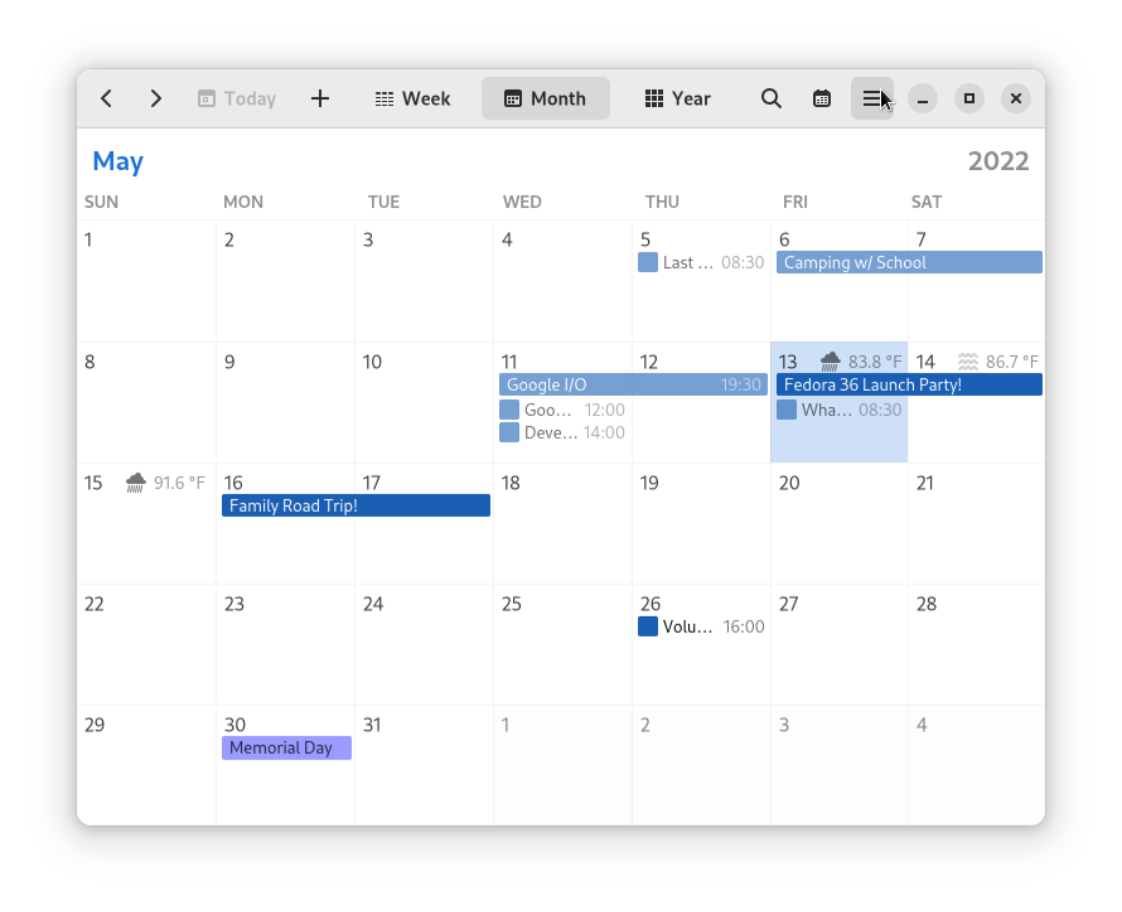 Today + Week Month Year
May 2022
SUN MON TUE WED THU FRI SAT
1 2 3 4 5 6 7
Last ... 08:30 Camping w/ School
8 9 10 11 12 13 83.8 °F 14 86.7 °F
Google I/O 19:30 Fedora 36 Launch Party!
Goo... 12:00 Wha... 08:30
Deve... 14:00
15 91.6 °F 16 17 18 19 20 21
Family Road Trip!
22 23 24 25 26 27 28
Volu... 16:00
29 30 31 1 2 3 4
Memorial Day